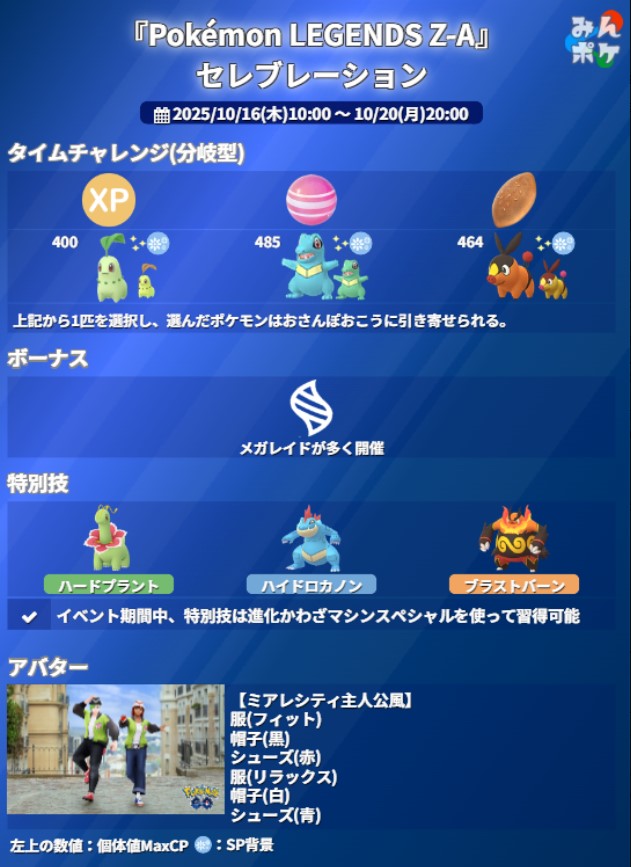 『Pokémon LEGENDS Z-A』
セレブレーション
みん
ポケ
2025/10/16(木)10:00 ～ 10/20(月)20:00
タイムチャレンジ(分岐型)
XP
400
485
464
上記から1匹を選択し、選んだポケモンはおさんぽおこうに引き寄せられる。
ボーナス
メガレイドが多く開催
特別技
ハードプラント
ハイドロカノン
ブラストバーン
イベント期間中、特別技は進化かわざマシンスペシャルを使って習得可能
アバター
【ミアレシティ主人公風】
服(フィット)
帽子(黒)
シューズ(赤)
服(リラックス)
帽子(白)
シューズ(青)
Pokémon
GO
左上の数値：個体値MaxCP ：SP背景